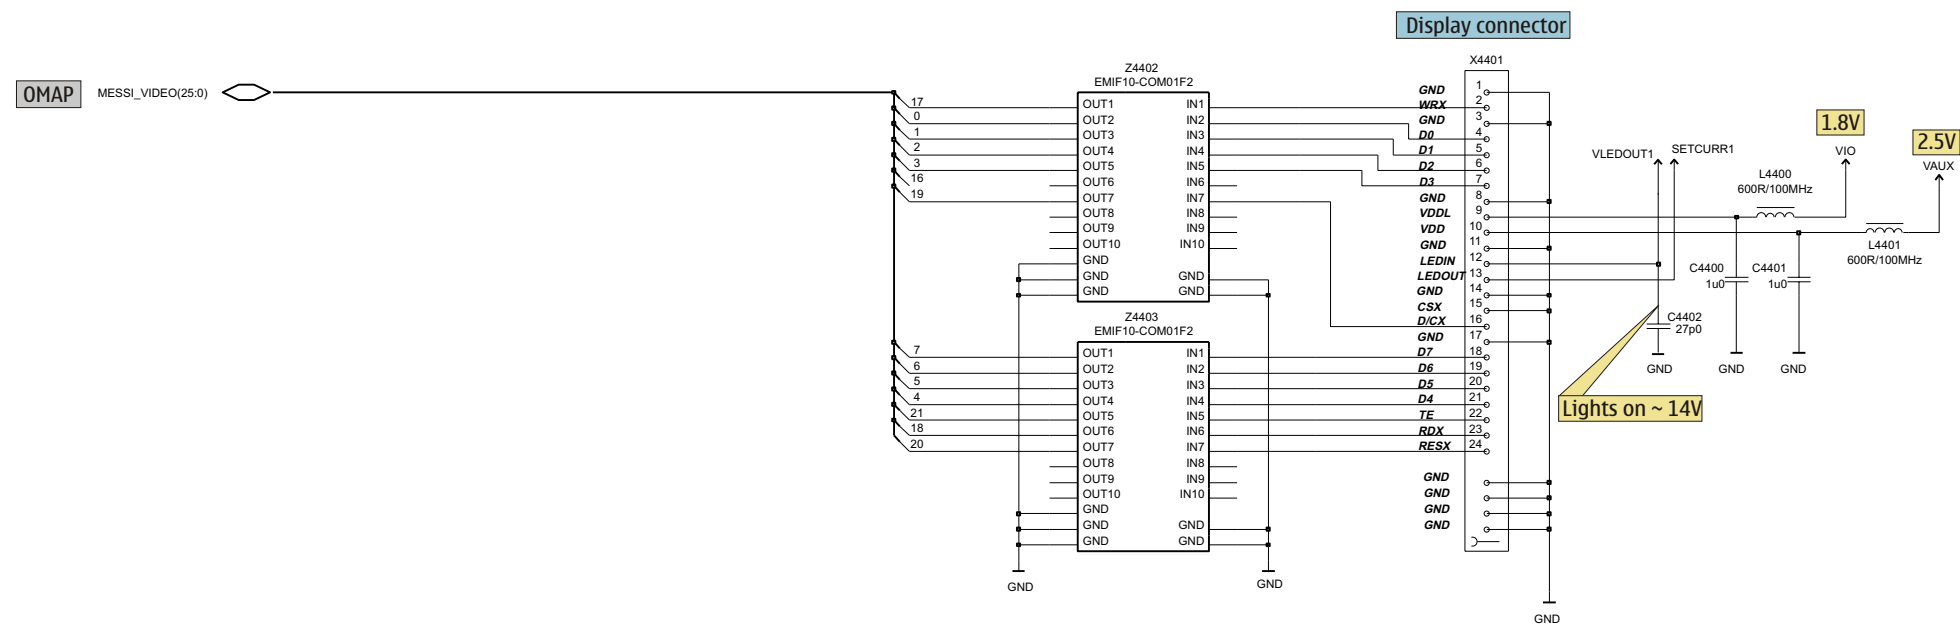 Display connector
OMAP
MESSI_VIDEO(25:0)
17
0
1
2
3
16
19
Z4402
EMIF10-COM01F2
OUT1 IN1
OUT2 IN2
OUT3 IN3
OUT4 IN4
OUT5 IN5
OUT6 IN6
OUT7 IN7
OUT8 IN8
OUT9 IN9
OUT10 IN10
GND
GND GND
GND GND
7
6
5
4
21
18
20
Z4403
EMIF10-COM01F2
OUT1 IN1
OUT2 IN2
OUT3 IN3
OUT4 IN4
OUT5 IN5
OUT6 IN6
OUT7 IN7
OUT8 IN8
OUT9 IN9
OUT10 IN10
GND
GND GND
GND GND
GND
GND
X4401
GND 1
WRX 2
GND 3
D0 4
D1 5
D2 6
D3 7
GND 8
VDDL 9
VDD 10
GND 11
LEDIN 12
LEDOUT 13
GND 14
CSX 15
D/CX 16
GND 17
D7 18
D6 19
D5 20
D4 21
TE 22
RDX 23
RESX 24
GND
GND
GND
GND
GND
VLEDOUT1
SETCURR1
1.8V
VIO
2.5V
VAUX
L4400
600R/100MHz
L4401
600R/100MHz
C4400
1u0
C4401
1u0
C4402
27p0
GND
GND
GND
Lights on ~ 14V